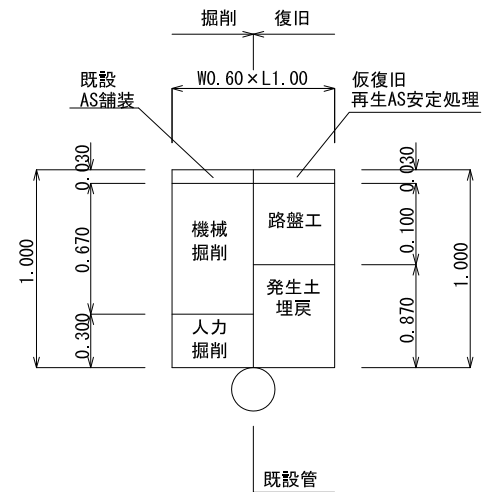 掘削 復旧
W0.60×L1.00
既設
AS舗装
仮復旧
再生AS安定処理
0.030
0.670
0.300
1.000
機械
掘削
人力
掘削
路盤工
発生土
埋戻
0.030
0.100
0.870
1.000
既設管